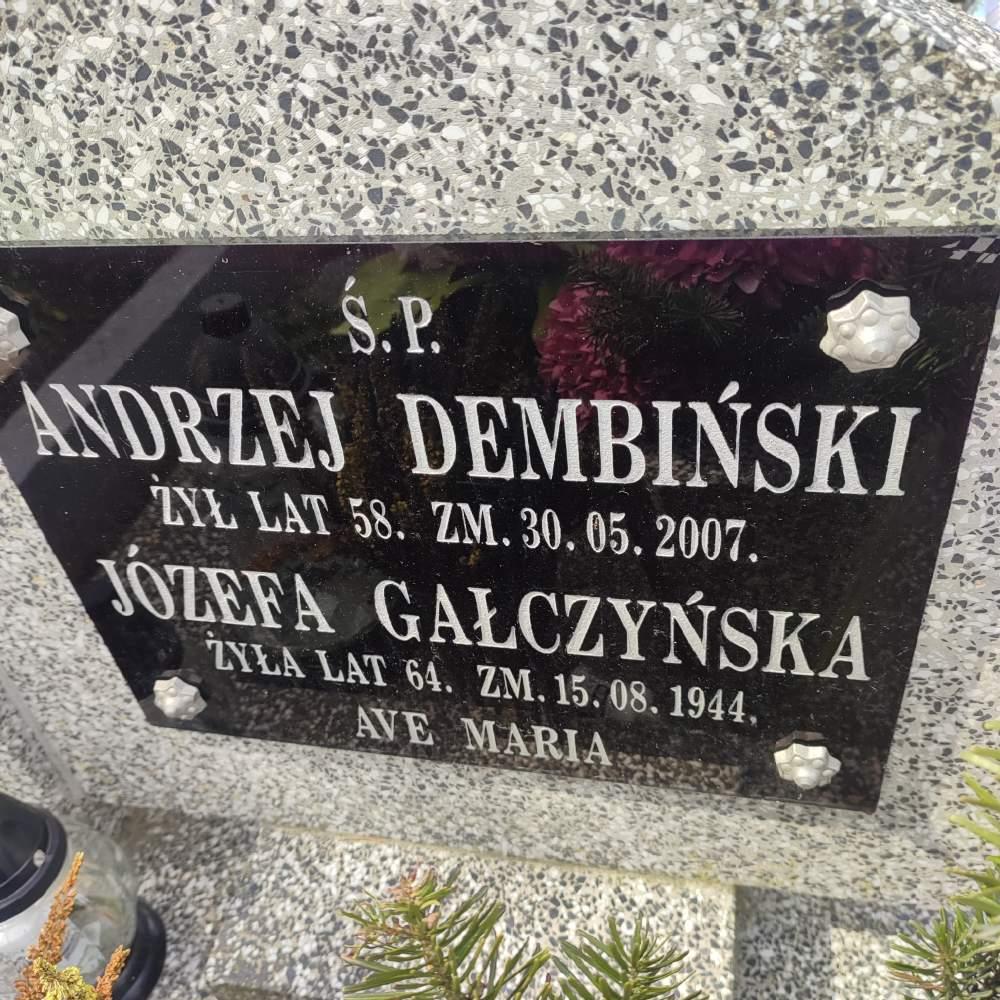 Ś.P.
ANDRZEJ DEMBIŃSKI
ŻYŁ LAT 58. ZM. 30.05.2007.
JÓZEFA GAŁCZYŃSKA
ŻYŁA LAT 64. ZM. 15.08.1944.
AVE MARIA